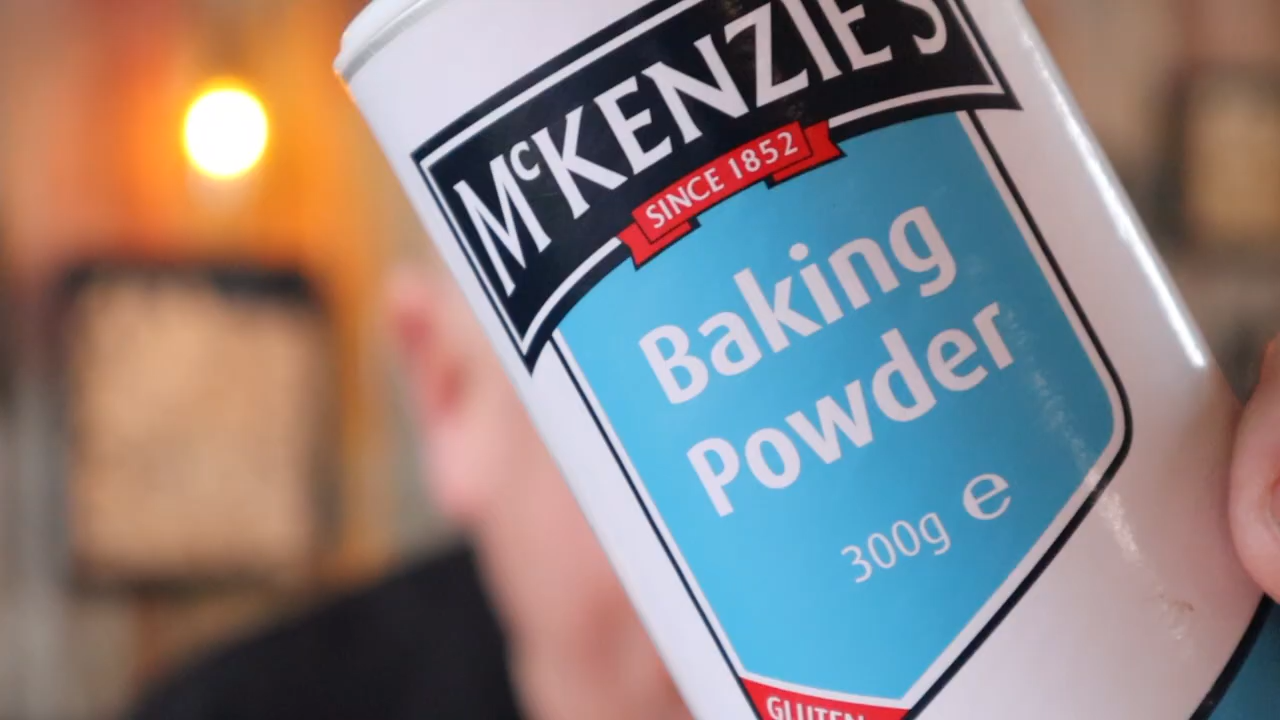 McKENZIE'S
SINCE 1852
Baking
Powder
300g e
GLUTEN